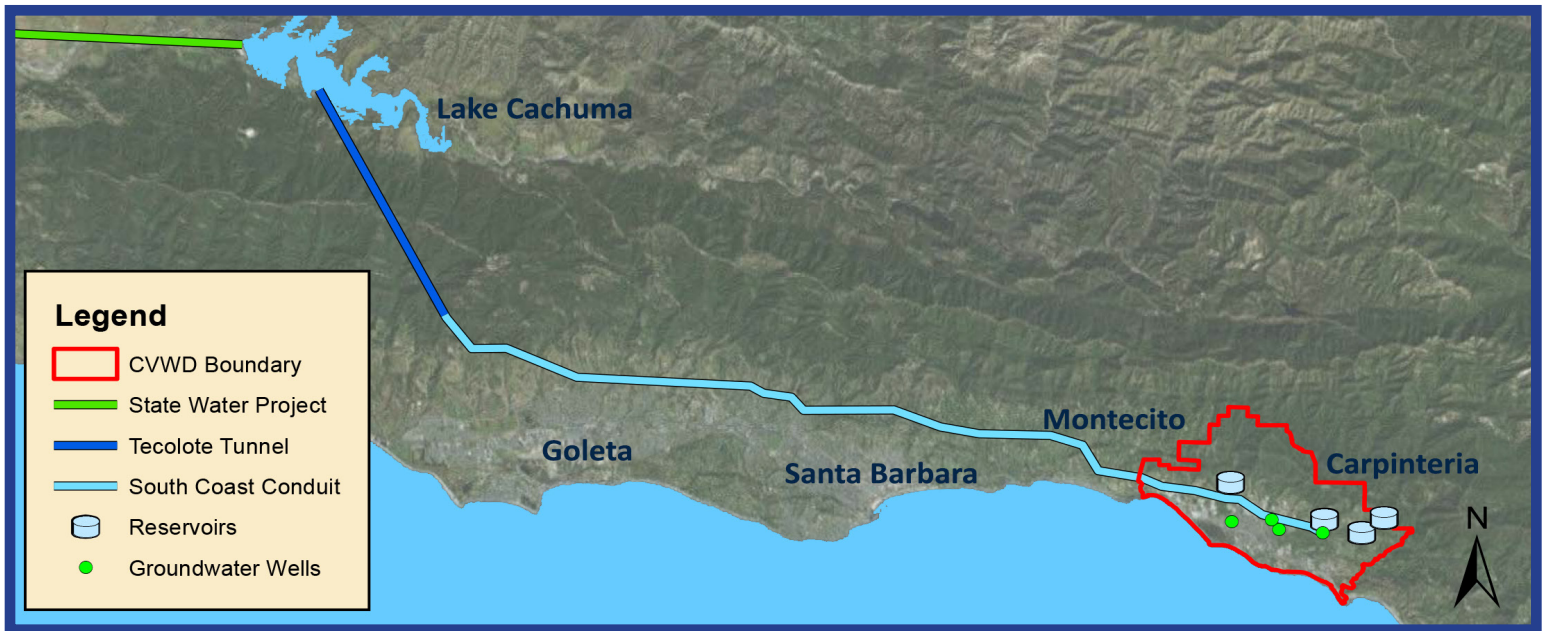 Lake Cachuma
Legend
CVWD Boundary
State Water Project
Tecolote Tunnel
South Coast Conduit
Reservoirs
Groundwater Wells
Goleta
Santa Barbara
Montecito
Carpinteria
N